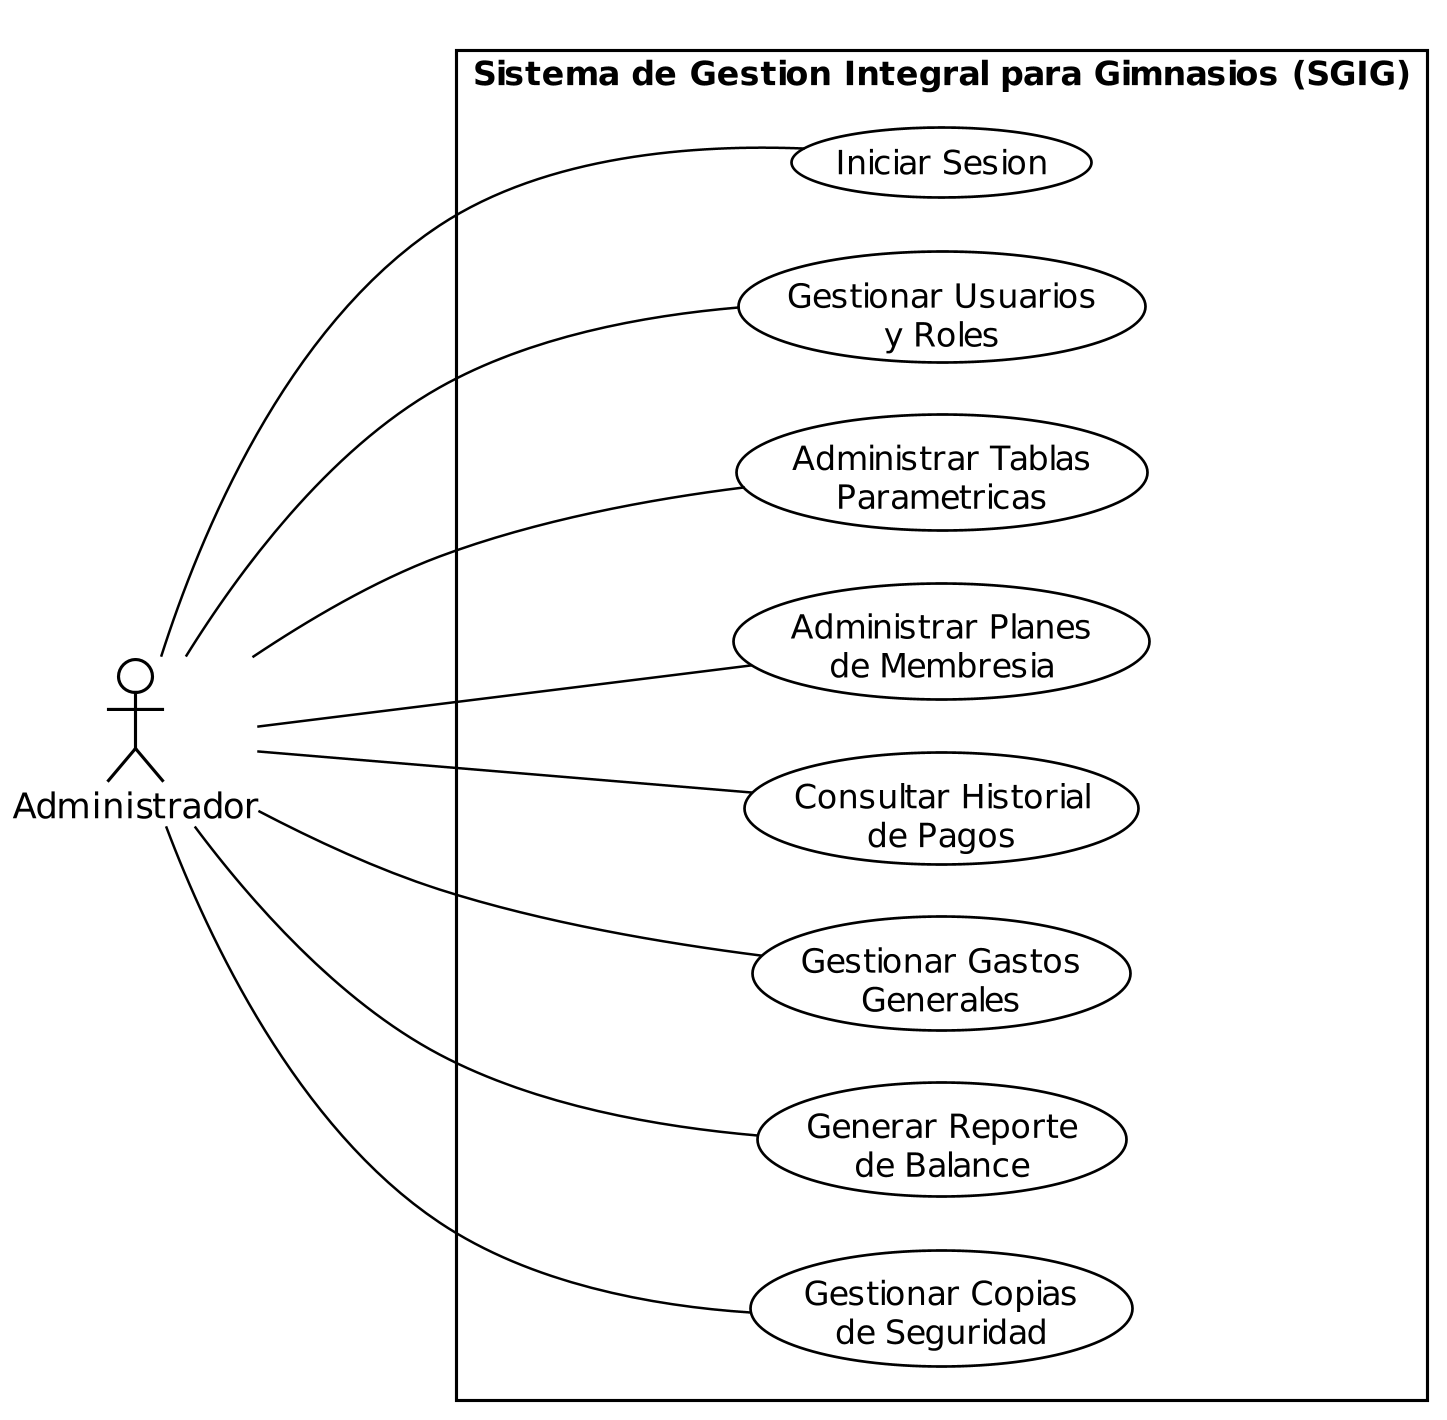 Sistema de Gestion Integral para Gimnasios (SGIG)
Iniciar Sesion
Gestionar Usuarios
y Roles
Administrar Tablas
Parametricas
Administrar Planes
de Membresia
Consultar Historial
de Pagos
Administrador
Gestionar Gastos
Generales
Generar Reporte
de Balance
Gestionar Copias
de Seguridad